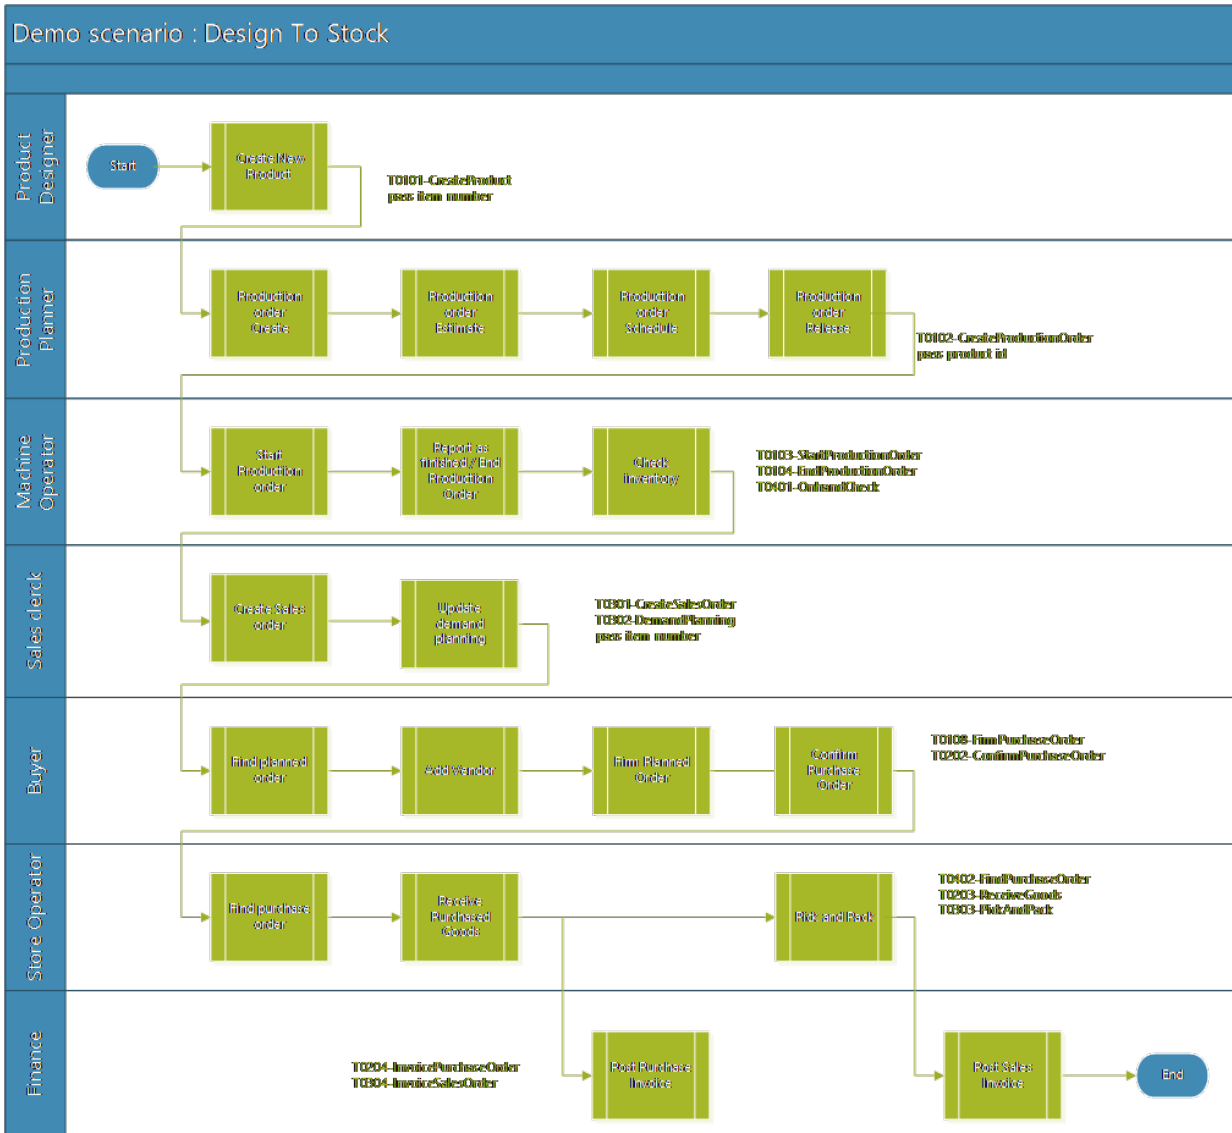 Demo scenario : Design To Stock
Product
Designer
Start
Create New
Product
T0101-CreateProduct
pass item number
Production
Planner
Production
order
Create
Production
order
Estimate
Production
order
Schedule
Production
order
Release
T0102-CreateProductionOrder
pass product id
Machine
Operator
Start
Production
order
Report as
finished / End
Production
Order
Check
inventory
T0103-StartProductionOrder
T0104-EndProductionOrder
T0401-OnhandCheck
Sales clerck
Create Sales
order
Update
demand
planning
T0301-CreateSalesOrder
T0302-DemandPlanning
pass item number
Buyer
Find planned
order
Add Vendor
Firm Planned
Order
Confirm
Purchase
Order
T0108-FirmPurchaseOrder
T0202-ConfirmPurchaseOrder
Store Operator
Find purchase
order
Receive
Purchased
Goods
Pick and Pack
T0402-FindPurchaseOrder
T0203-ReceiveGoods
T0303-PickAndPack
Finance
T0204-InvoicePurchaseOrder
T0304-InvoiceSalesOrder
Post Purchase
Invoice
Post Sales
Invoice
End